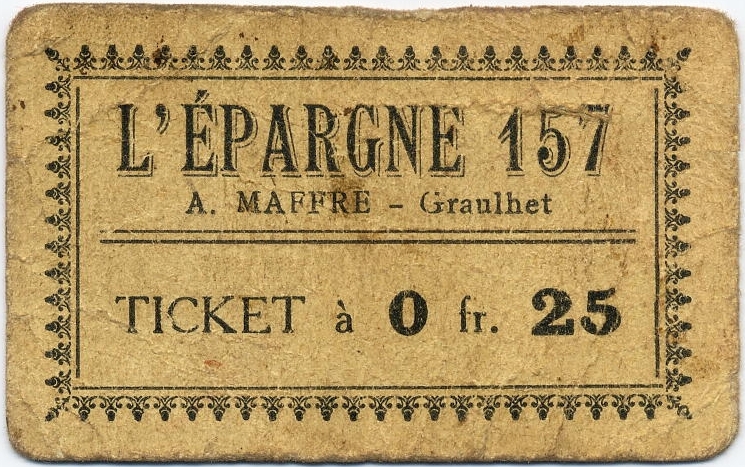 L'ÉPARGNE 157
A. MAFFRE - Graulhet
TICKET à 0 fr. 25